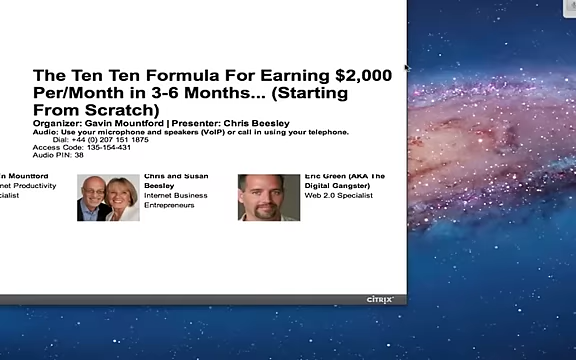 The Ten Ten Formula For Earning $2,000
Per/Month in 3-6 Months... (Starting
From Scratch)
Organizer: Gavin Mountford | Presenter: Chris Beesley
Audio: Use your microphone and speakers (VoIP) or call in using your telephone.
Dial: +44 (0) 207 151 1875
Access Code: 135-154-431
Audio PIN: 38
n Mountford
net Productivity
cialist
Chris and Susan
Beesley
Internet Business
Entrepreneurs
Eric Green (AKA The
Digital Gangster)
Web 2.0 Specialist
CITRIX